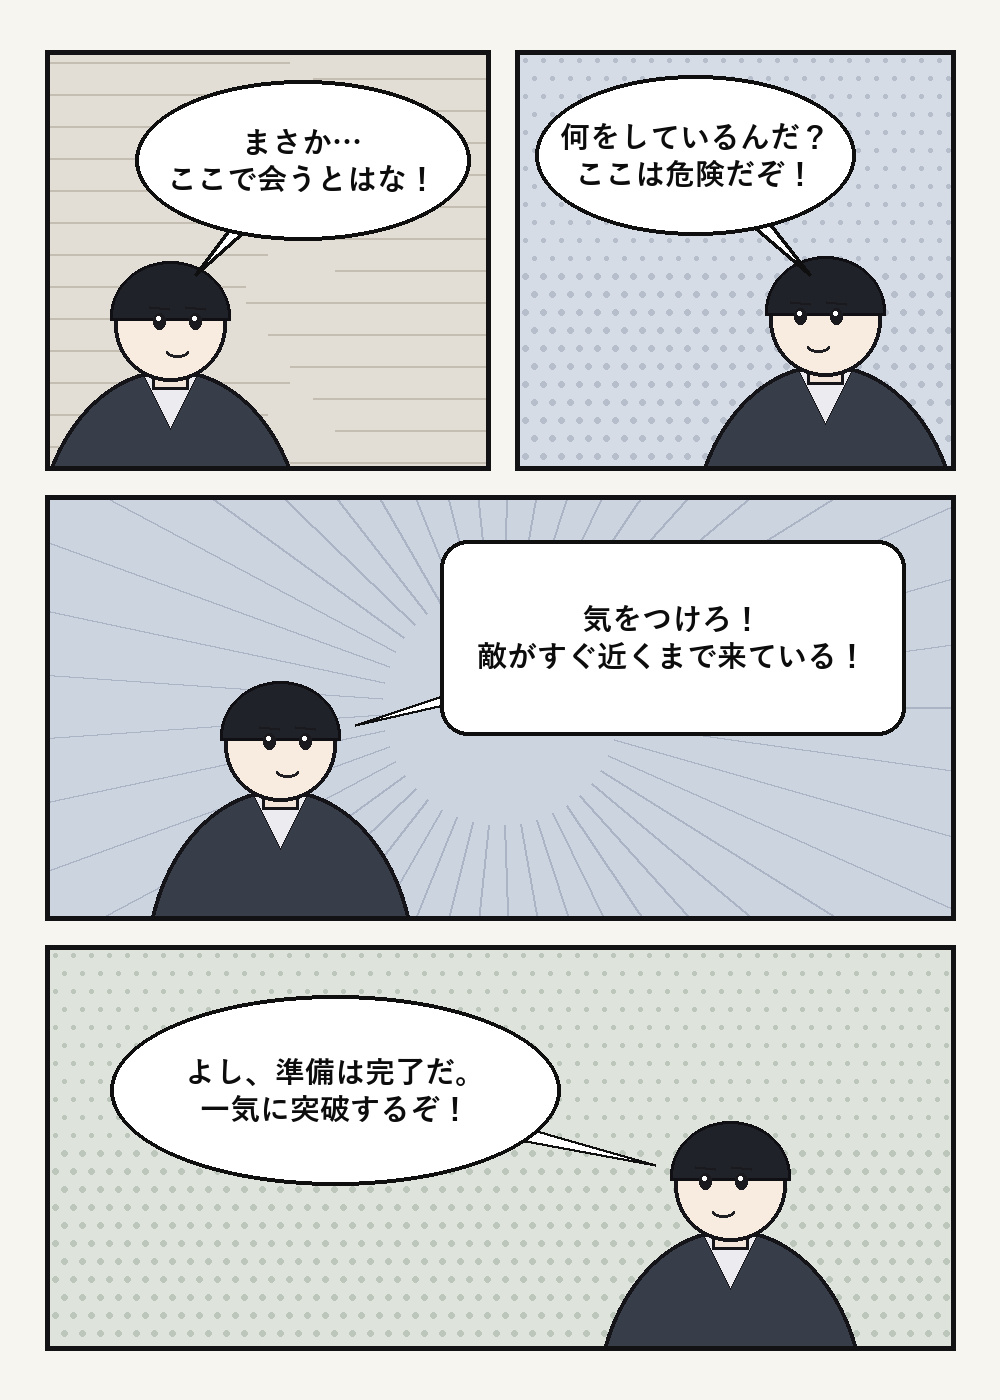 まさか…
ここで会うとはな！
何をしているんだ？
ここは危険だぞ！
気をつけろ！
敵がすぐ近くまで来ている！
よし、準備は完了だ。
一気に突破するぞ！